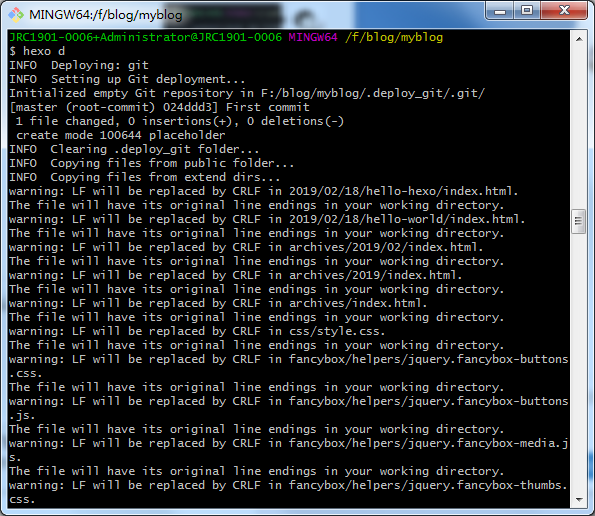 MINGW64:/f/blog/myblog
JRC1901-0006+Administrator@JRC1901-0006 MINGW64 /f/blog/myblog
$ hexo d
INFO  Deploying: git
INFO  Setting up Git deployment...
Initialized empty Git repository in F:/blog/myblog/.deploy_git/.git/
[master (root-commit) 024ddd3] First commit
 1 file changed, 0 insertions(+), 0 deletions(-)
 create mode 100644 placeholder
INFO  Clearing .deploy_git folder...
INFO  Copying files from public folder...
INFO  Copying files from extend dirs...
warning: LF will be replaced by CRLF in 2019/02/18/hello-hexo/index.html.
The file will have its original line endings in your working directory.
warning: LF will be replaced by CRLF in 2019/02/18/hello-world/index.html.
The file will have its original line endings in your working directory.
warning: LF will be replaced by CRLF in archives/2019/02/index.html.
The file will have its original line endings in your working directory.
warning: LF will be replaced by CRLF in archives/2019/index.html.
The file will have its original line endings in your working directory.
warning: LF will be replaced by CRLF in archives/index.html.
The file will have its original line endings in your working directory.
warning: LF will be replaced by CRLF in css/style.css.
The file will have its original line endings in your working directory.
warning: LF will be replaced by CRLF in fancybox/helpers/jquery.fancybox-buttons
.css.
The file will have its original line endings in your working directory.
warning: LF will be replaced by CRLF in fancybox/helpers/jquery.fancybox-buttons
.js.
The file will have its original line endings in your working directory.
warning: LF will be replaced by CRLF in fancybox/helpers/jquery.fancybox-media.j
s.
The file will have its original line endings in your working directory.
warning: LF will be replaced by CRLF in fancybox/helpers/jquery.fancybox-thumbs.
css.